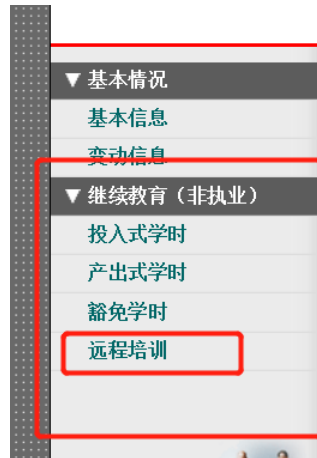 ▼ 基本情况
基本信息
变动信息
▼ 继续教育（非执业）
投入式学时
产出式学时
豁免学时
远程培训